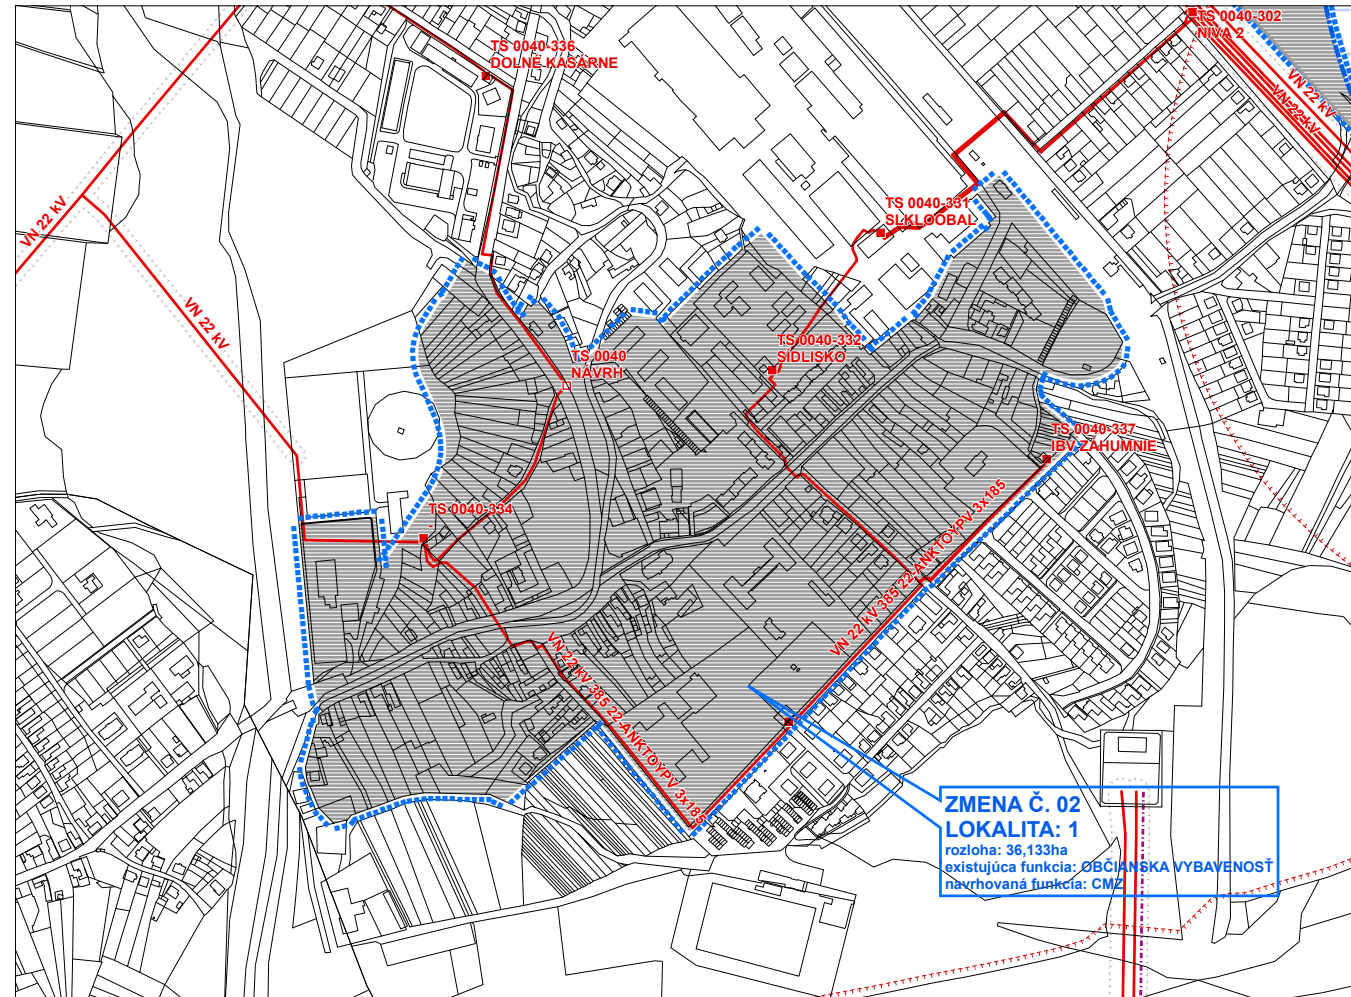 TS 0040-336
DOLNÉ KASÁRNE
TS 0040-302
NIVA 2
VN 22 kV
VN 22 kV
VN 22 kV
VN 22 kV
TS 0040-331
SLKLOOBAL
TS 0040-332
SÍDLISKO
TS 0040
NÁVRH
TS 0040-337
IBV ZÁHUMNIE
TS 0040-334
-
VN 22 kV 385 22-ANKTOYPV 3x185
VN 22 kV 385 22-ANKTOYPV 3x185
ZMENA Č. 02
LOKALITA: 1
rozloha: 36,133ha
existujúca funkcia: OBČIANSKA VYBAVENOSŤ
navrhovaná funkcia: CMZ